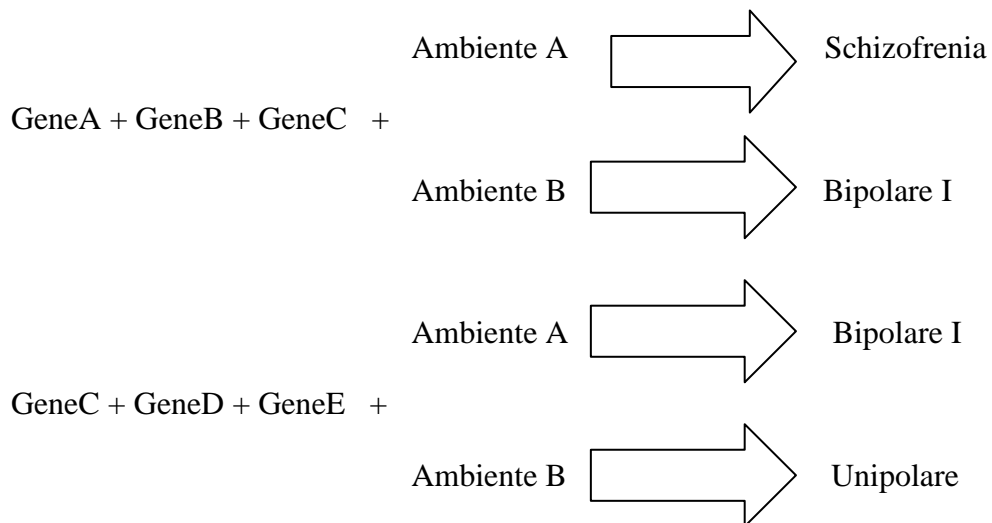 Ambiente A Schizofrenia
GeneA + GeneB + GeneC +
Ambiente B Bipolare I
Ambiente A Bipolare I
GeneC + GeneD + GeneE +
Ambiente B Unipolare